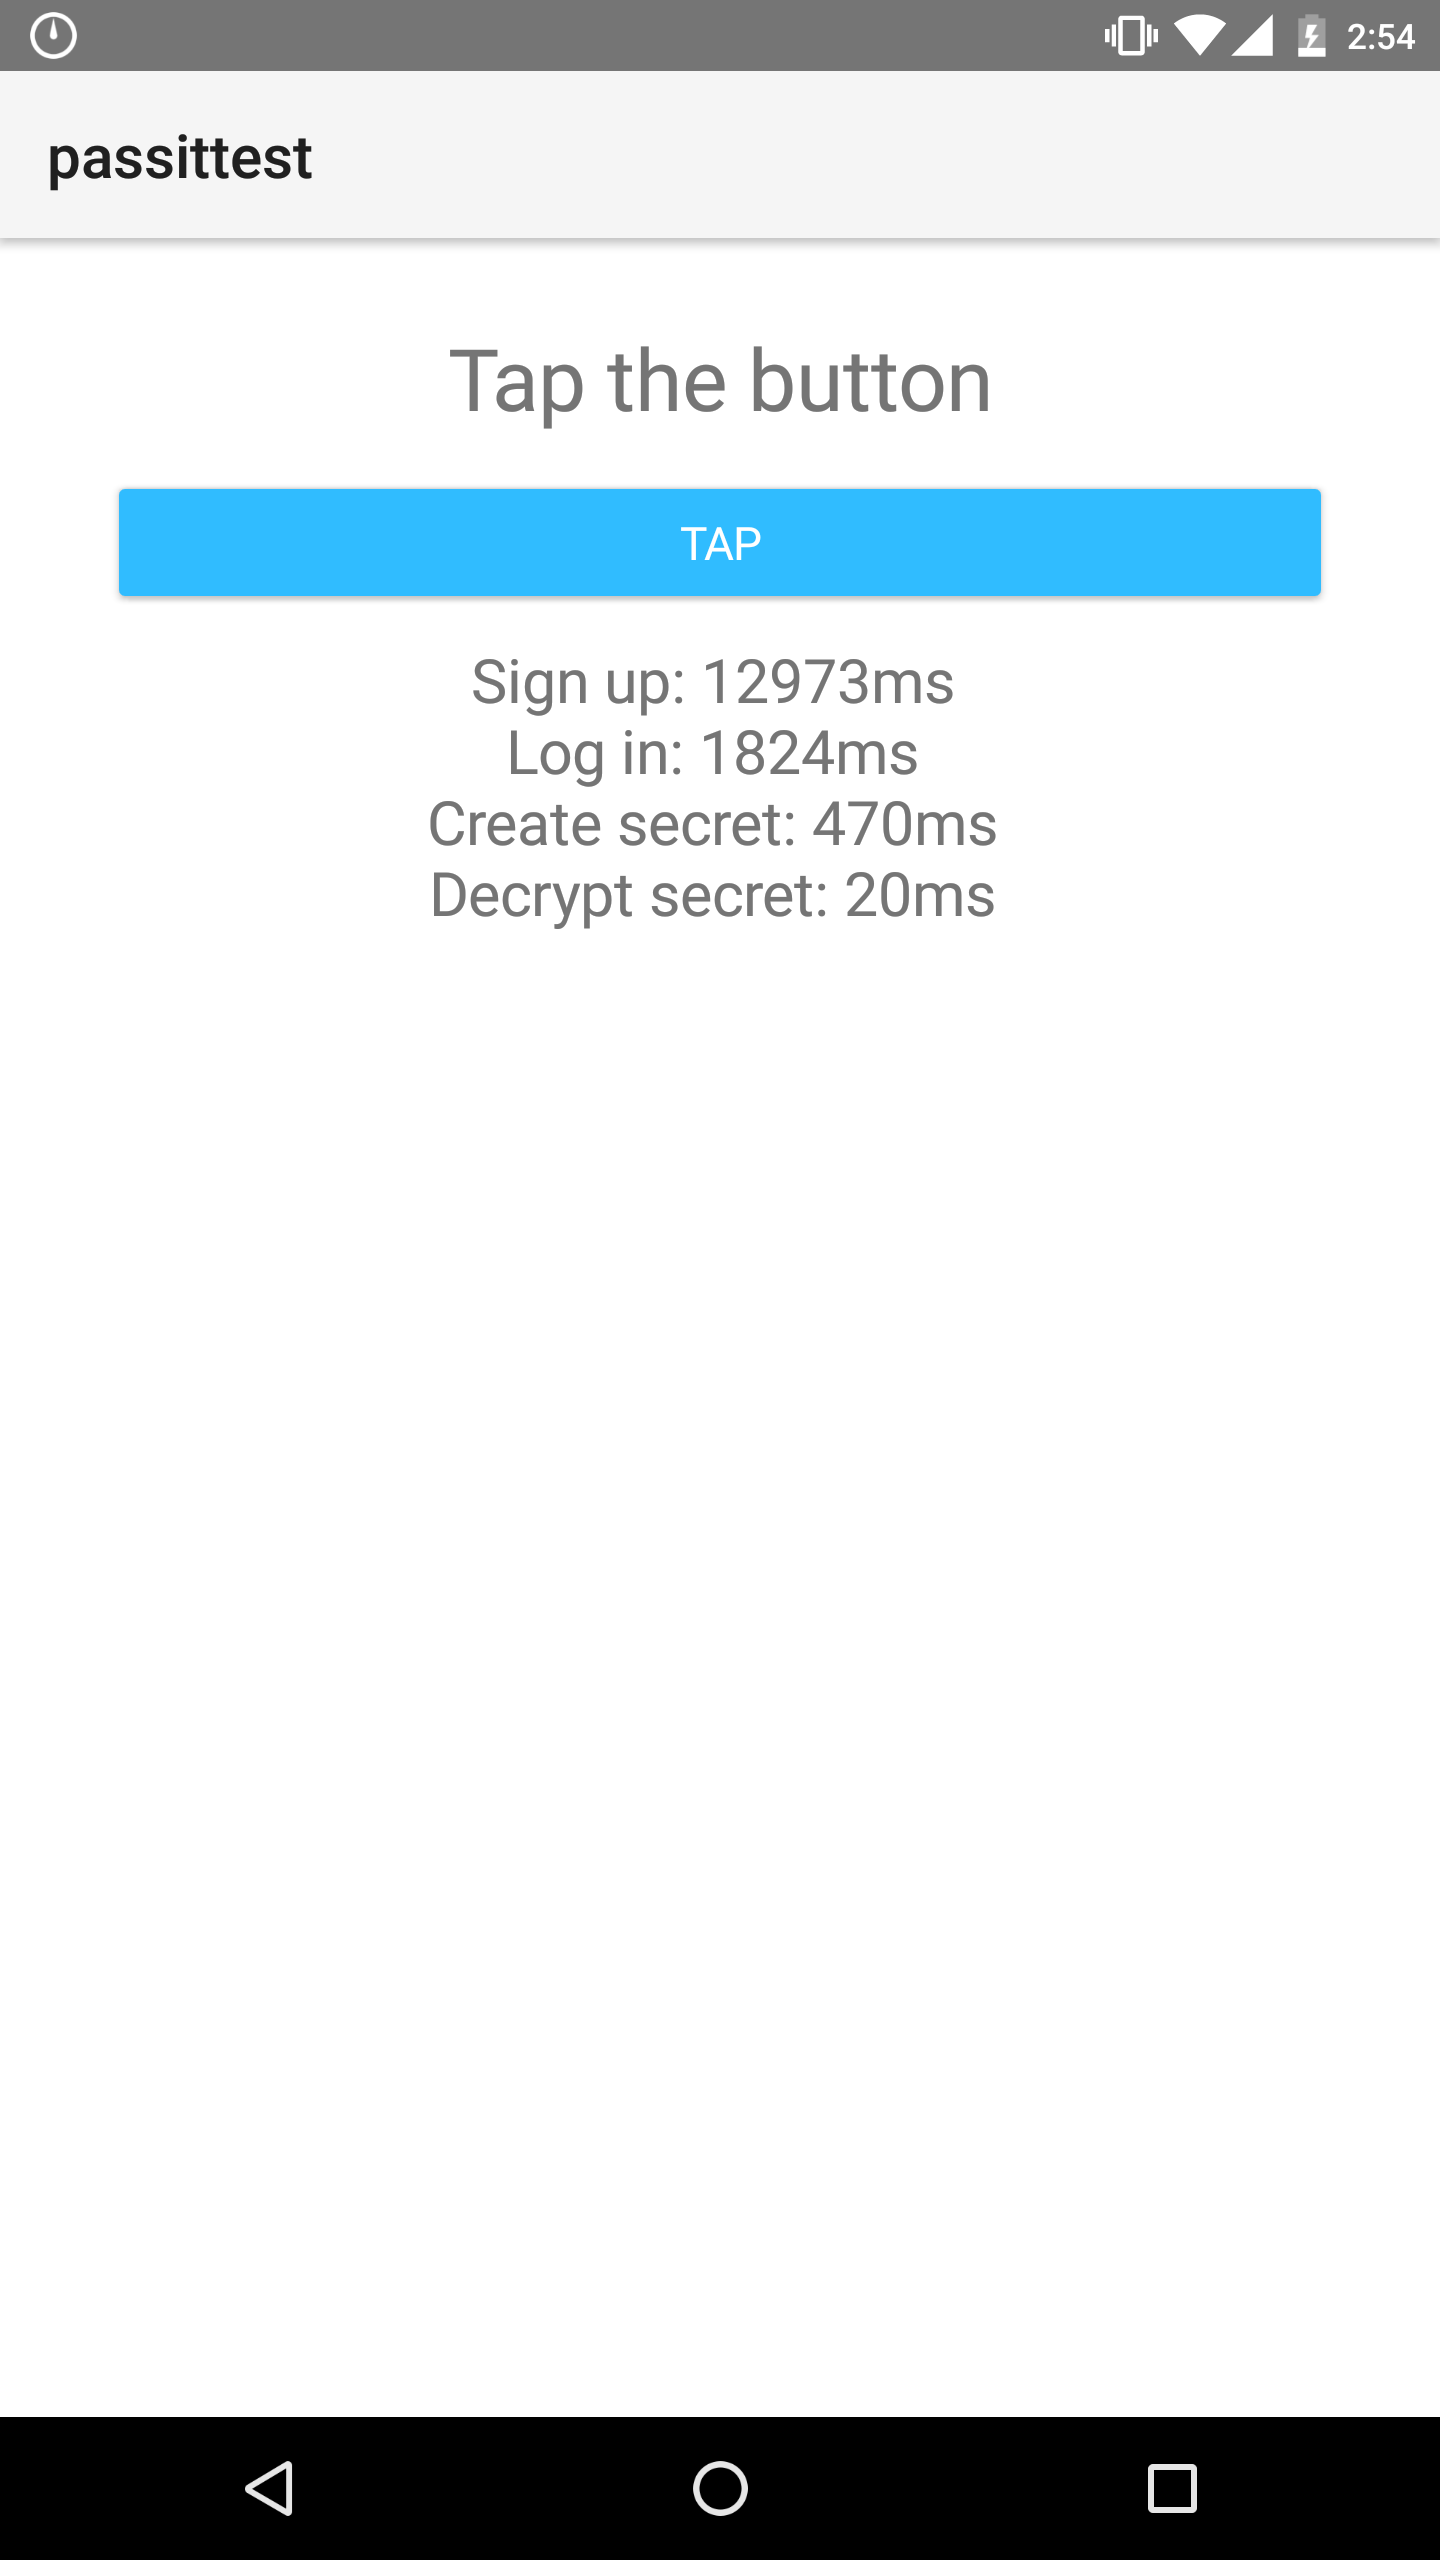 2:54
passittest
Tap the button
TAP
Sign up: 12973ms
Log in: 1824ms
Create secret: 470ms
Decrypt secret: 20ms